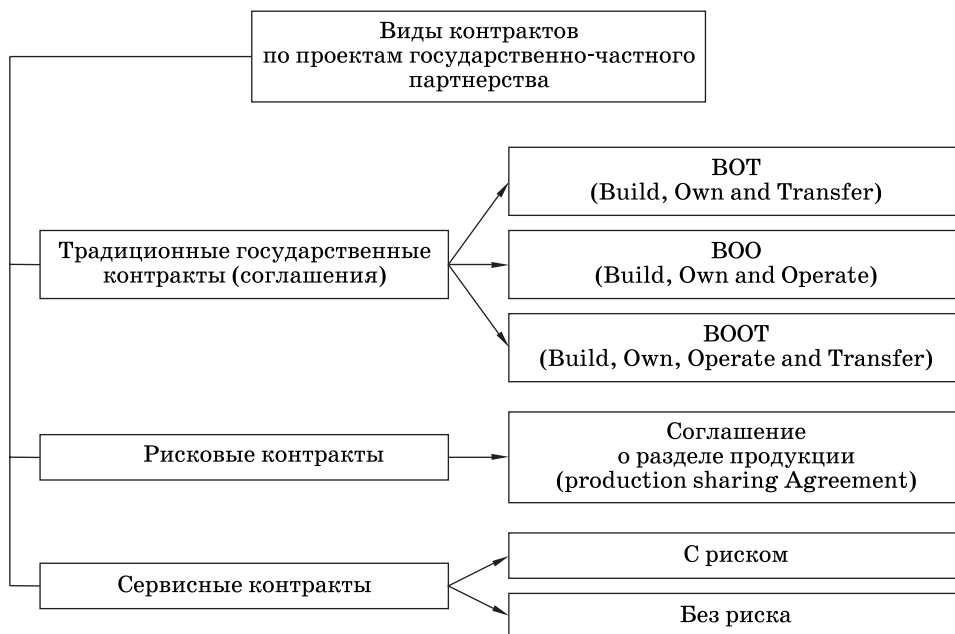 Виды контрактов
по проектам государственно-частного
партнерства
BOT
(Build, Own and Transfer)
Традиционные государственные
контракты (соглашения)
BOO
(Build, Own and Operate)
BOOT
(Build, Own, Operate and Transfer)
Рисковые контракты
Соглашение
о разделе продукции
(production sharing Agreement)
Сервисные контракты
С риском
Без риска